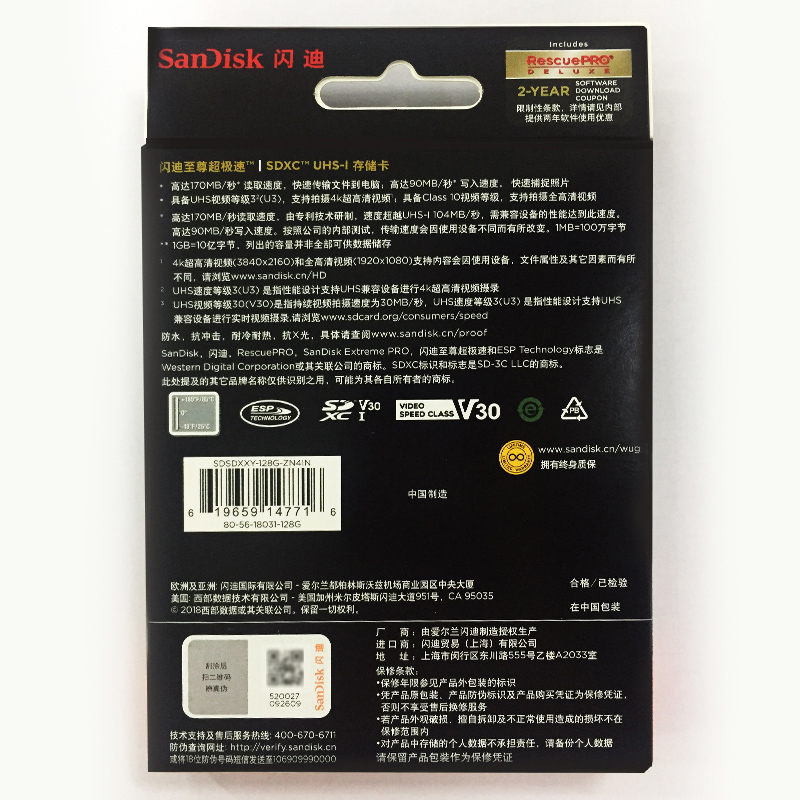 SanDisk 闪迪
Includes
RescuePRO®
DELUXE
2-YEAR SOFTWARE DOWNLOAD COUPON
限制性条款，详情请见内部
提供两年软件使用优惠
闪迪至尊超极速™ | SDXC™ UHS-I 存储卡
• 高达170MB/秒* 读取速度，快速传输文件到电脑；高达90MB/秒* 写入速度， 快速捕捉照片
• 具备UHS视频等级3²(U3)，支持拍摄4k超高清视频¹；具备Class 10视频等级，支持拍摄全高清视频
* 高达170MB/秒读取速度，由专利技术研制，速度超越UHS-I 104MB/秒，需兼容设备的性能达到此速度。
高达90MB/秒写入速度。按照公司的内部测试，传输速度会因使用设备不同而有所改变。1MB=100万字节
** 1GB=10亿字节，列出的容量并非全部可供数据储存
¹ 4k超高清视频(3840x2160)和全高清视频(1920x1080)支持内容会因使用设备，文件属性及其它因素而有所
不同，请浏览www.sandisk.cn/HD
² UHS速度等级3(U3) 是指性能设计支持UHS兼容设备进行4k超高清视频摄录
³ UHS视频等级30(V30)是指持续视频拍摄速度为30MB/秒，UHS速度等级3(U3) 是指性能设计支持UHS
兼容设备进行实时视频摄录,请浏览www.sdcard.org/consumers/speed
防水，抗冲击，耐冷耐热，抗X光，具体请查阅www.sandisk.cn/proof
SanDisk，闪迪，RescuePRO，SanDisk Extreme PRO，闪迪至尊超极速和ESP Technology标志是
Western Digital Corporation或其关联公司的商标。SDXC标识和标志是SD-3C LLC的商标。
此处提及的其它品牌名称仅供识别之用，可能为其各自所有者的商标。
ESP TECHNOLOGY
SD XC I V30
VIDEO SPEED CLASS V30
e
PB
www.sandisk.cn/wug
拥有终身质保
SDSDXXY-128G-ZN4IN
6 19659 14771 6
80-56-18031-128G
中国制造
欧洲及亚洲: 闪迪国际有限公司 - 爱尔兰都柏林斯沃兹机场商业园区中央大厦
美国: 西部数据技术有限公司 - 美国加州米尔皮塔斯闪迪大道951号，CA 95035
© 2018西部数据或其关联公司，保留一切权利。
合格/已检验
在中国包装
刮涂层
扫二维码
辨真伪
520027
092609
SanDisk 闪迪
技术支持及售后服务热线: 400-670-6711
防伪查询网址: http://verify.sandisk.cn
或将18位防伪号码短信发送至106909990000
厂 商：由爱尔兰闪迪制造授权生产
进口商：闪迪贸易（上海）有限公司
地 址：上海市闵行区东川路555号乙楼A2033室
保修条款:
•保修年限参见产品外包装的标识
•凭产品原包装、产品防伪标识及产品购买凭证为保修凭证，
否则不享受售后换修服务
•若产品外观破损，擅自拆卸及不正常使用造成的损坏不在
保修范围内
•对产品中存储的个人数据不承担责任，请备份个人数据
请保留产品包装作为保修凭证